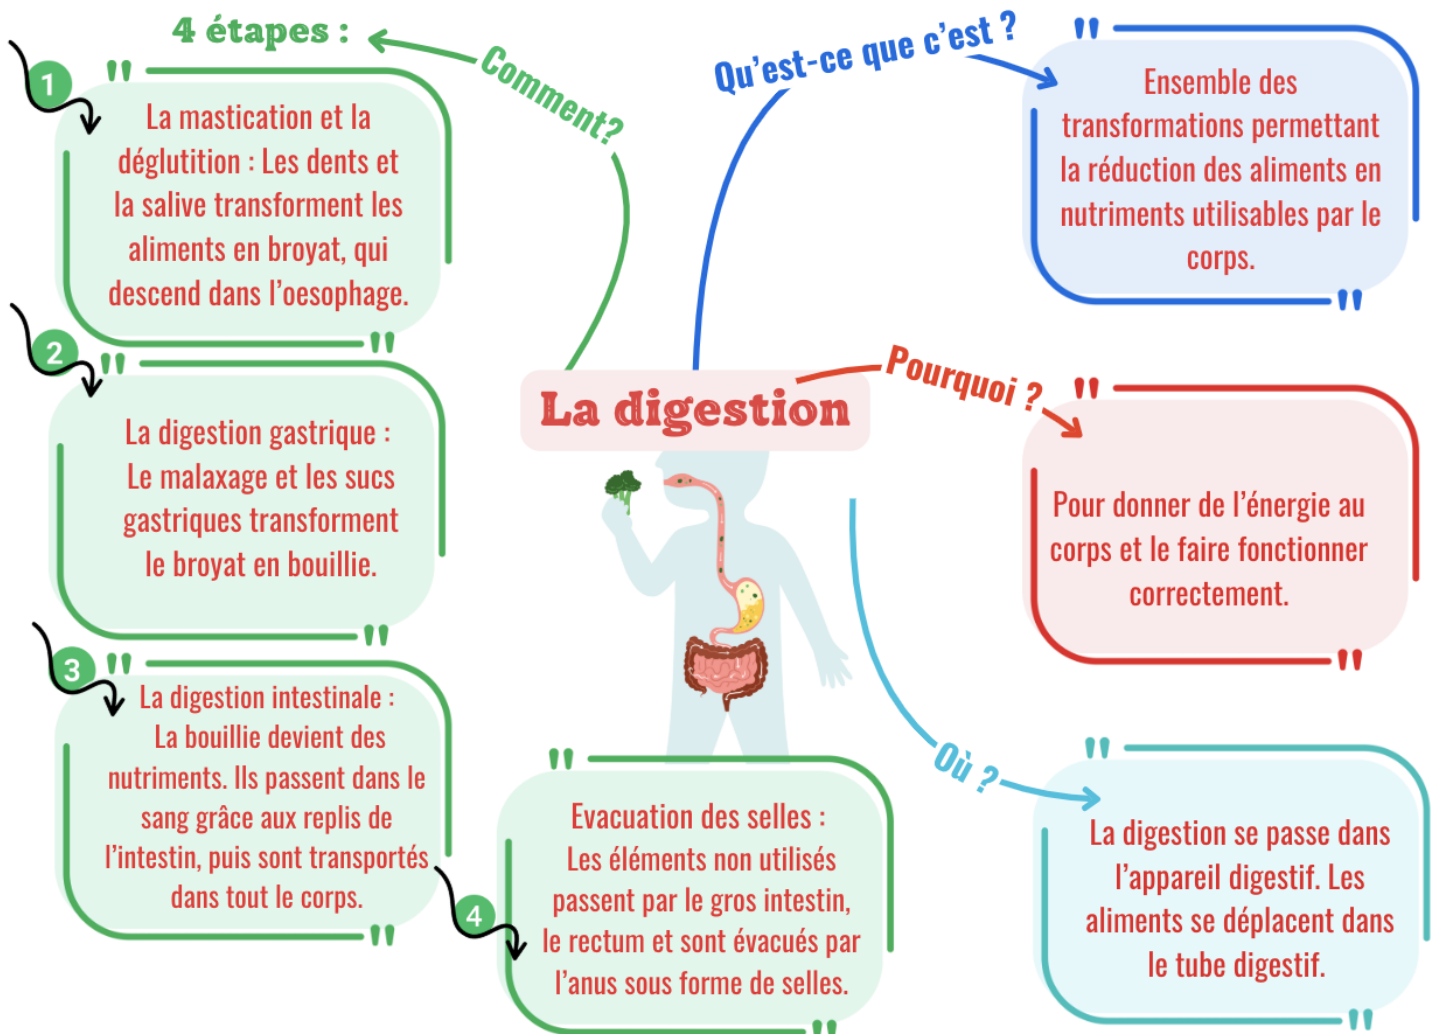 4 étapes :
Comment?
1
La mastication et la
déglutition : Les dents et
la salive transforment les
aliments en broyat, qui
descend dans l'oesophage.
2
La digestion gastrique :
Le malaxage et les sucs
gastriques transforment
le broyat en bouillie.
3
La digestion intestinale :
La bouillie devient des
nutriments. Ils passent dans le
sang grâce aux replis de
l'intestin, puis sont transportés
dans tout le corps.
4
Evacuation des selles :
Les éléments non utilisés
passent par le gros intestin,
le rectum et sont évacués par
l'anus sous forme de selles.
La digestion
Qu'est-ce que c'est ?
Ensemble des
transformations permettant
la réduction des aliments en
nutriments utilisables par le
corps.
Pourquoi ?
Pour donner de l'énergie au
corps et le faire fonctionner
correctement.
Où ?
La digestion se passe dans
l'appareil digestif. Les
aliments se déplacent dans
le tube digestif.